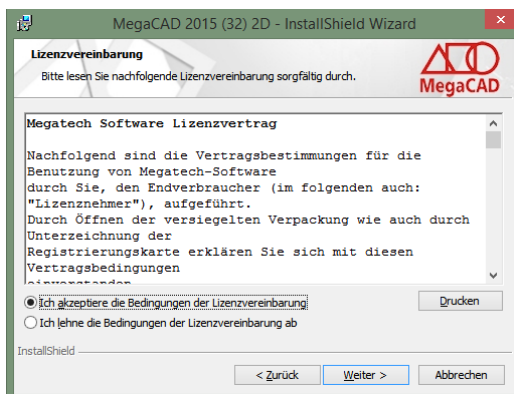 MegaCAD 2015 (32) 2D - InstallShield Wizard
Lizenzvereinbarung
Bitte lesen Sie nachfolgende Lizenzvereinbarung sorgfältig durch.
MegaCAD
Megatech Software Lizenzvertrag
Nachfolgend sind die Vertragsbestimmungen für die
Benutzung von Megatech-Software
durch Sie, den Endverbraucher (im folgenden auch:
"Lizenznehmer"), aufgeführt.
Durch Öffnen der versiegelten Verpackung wie auch durch
Unterzeichnung der
Registrierungskarte erklären Sie sich mit diesen
Vertragsbedingungen
einverstanden
Ich akzeptiere die Bedingungen der Lizenzvereinbarung
Drucken
Ich lehne die Bedingungen der Lizenzvereinbarung ab
InstallShield
< Zurück
Weiter >
Abbrechen